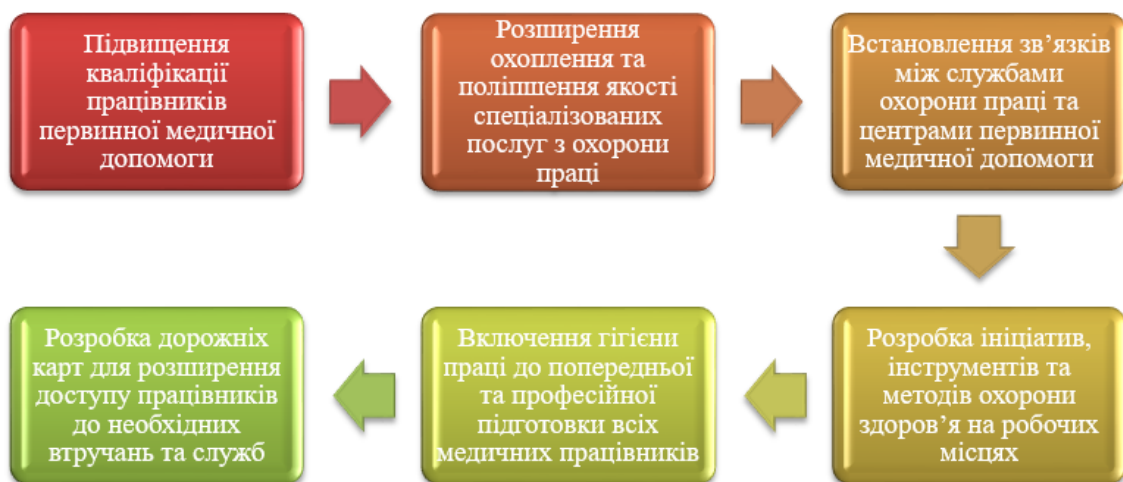 Підвищення
кваліфікації
працівників
первинної медичної
допомоги
Розширення
охоплення та
поліпшення якості
спеціалізованих
послуг з охорони
праці
Встановлення зв’язків
між службами
охорони праці та
центрами первинної
медичної допомоги
Розробка ініціатив,
інструментів та
методів охорони
здоров’я на робочих
місцях
Включення гігієни
праці до попередньої
та професійної
підготовки всіх
медичних працівників
Розробка дорожніх
карт для розширення
доступу працівників
до необхідних
втручань та служб